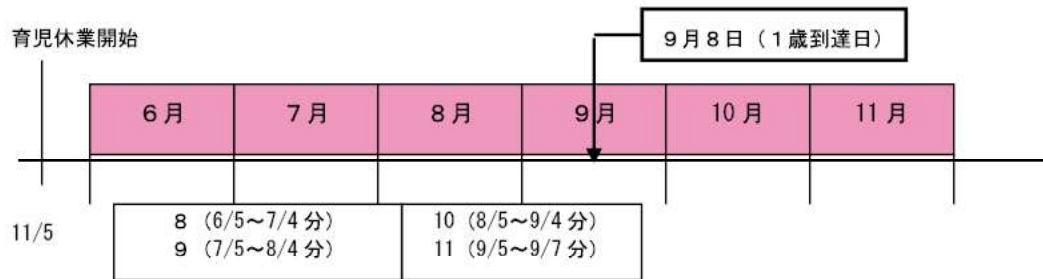 育児休業開始
9月8日（1歳到達日）
6月
7月
8月
9月
10月
11月
11/5
8（6/5～7/4分）
9（7/5～8/4分）
10（8/5～9/4分）
11（9/5～9/7分）